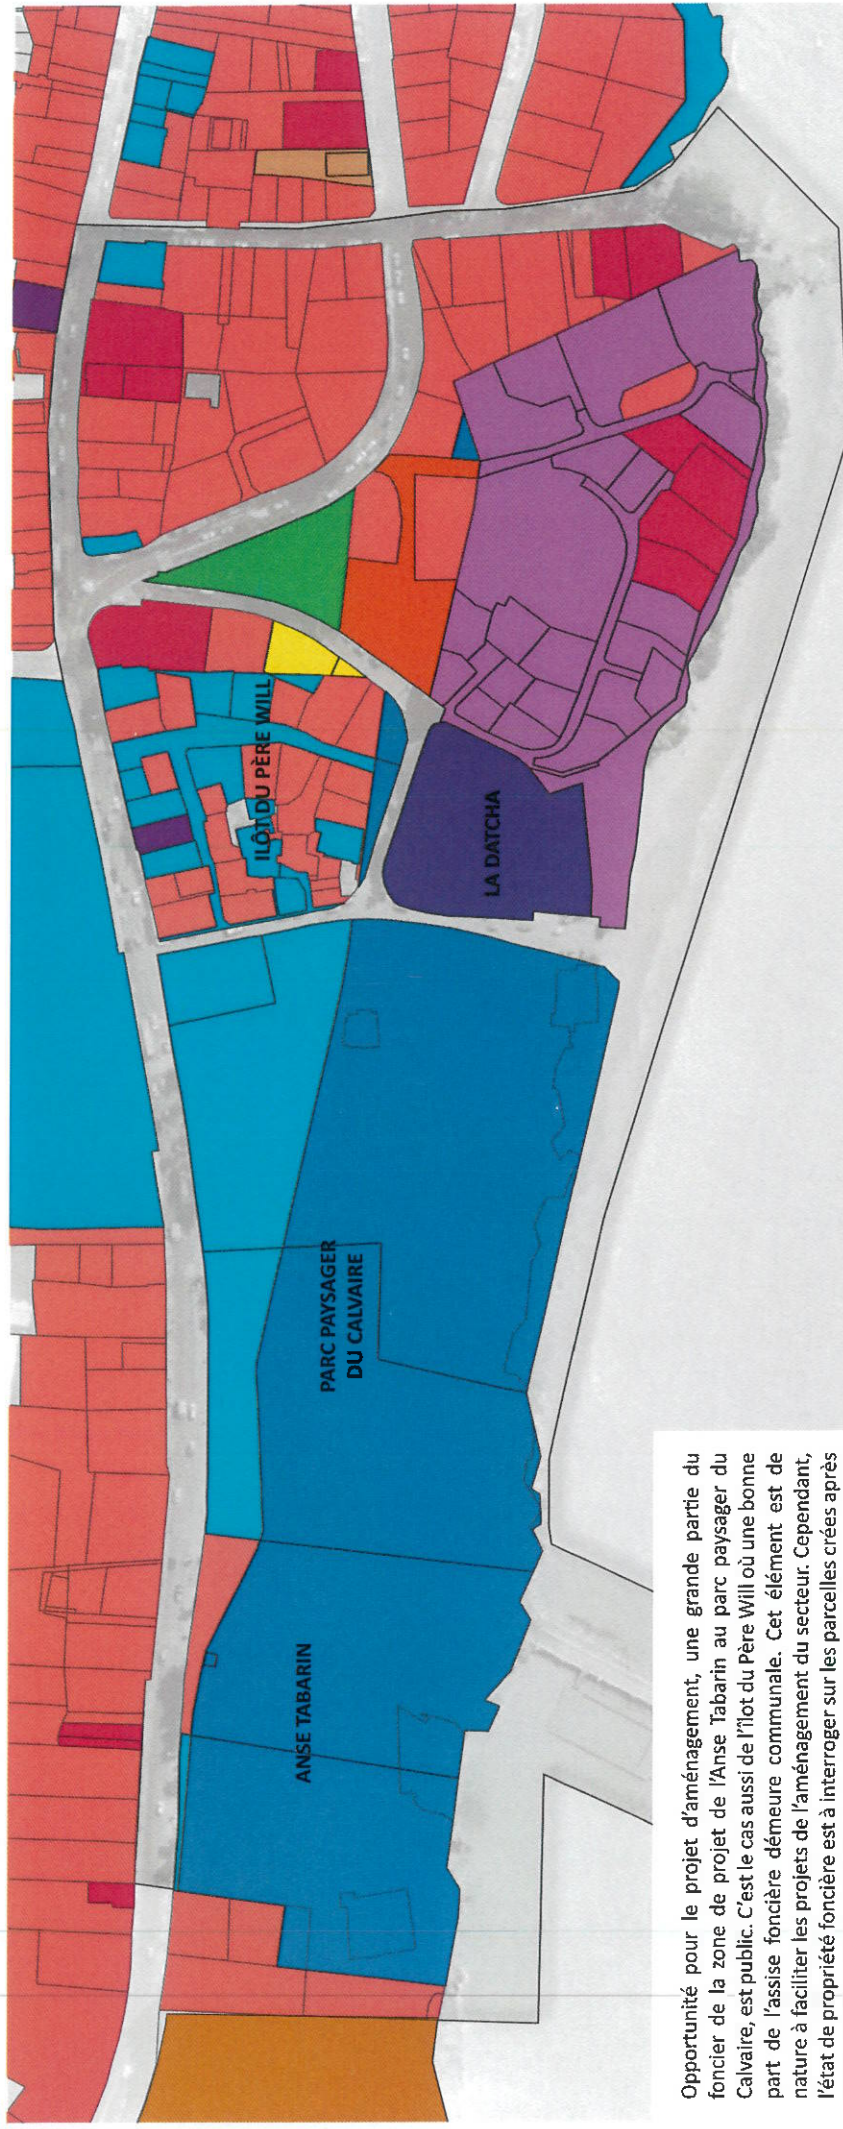 ILÔT DU PÈRE WILL
LA DATCHA
PARC PAYSAGER
DU CALVAIRE
ANSE TABARIN
Opportunité pour le projet d'aménagement, une grande partie du
foncier de la zone de projet de l'Anse Tabarin au parc paysager du
Calvaire, est public. C'est le cas aussi de l'îlot du Père Will où une bonne
part de l'assise foncière démeure communale. Cet élément est de
nature à faciliter les projets de l'aménagement du secteur. Cependant,
l'état de propriété foncière est à interroger sur les parcelles crées après